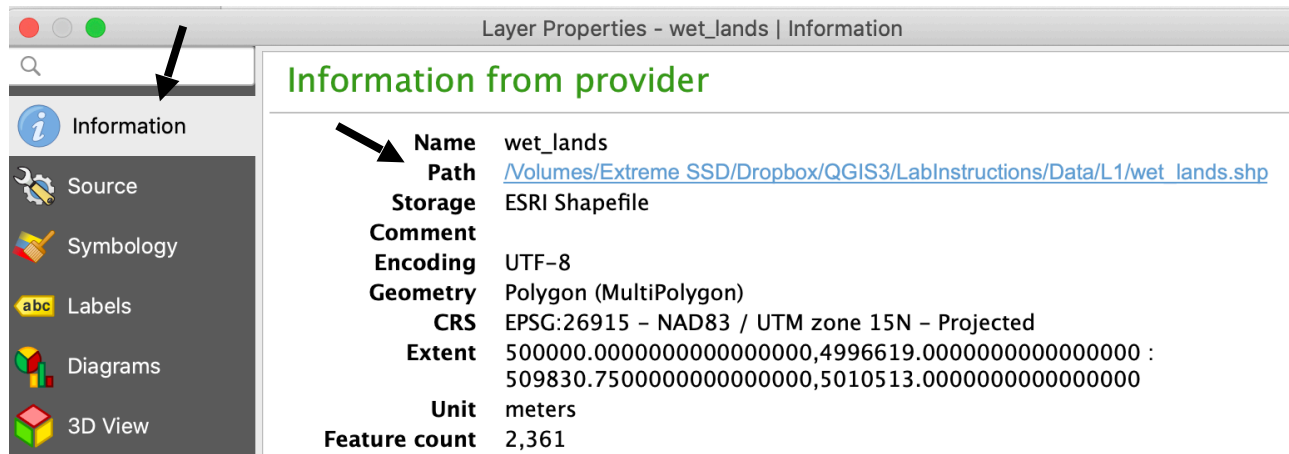 Layer Properties - wet_lands | Information
Information
Source
Symbology
abc Labels
Diagrams
3D View
Information from provider
Name wet_lands
Path /Volumes/Extreme SSD/Dropbox/QGIS3/LabInstructions/Data/L1/wet_lands.shp
Storage ESRI Shapefile
Comment
Encoding UTF-8
Geometry Polygon (MultiPolygon)
CRS EPSG:26915 – NAD83 / UTM zone 15N – Projected
Extent 500000.0000000000000000,4996619.0000000000000000 :
509830.7500000000000000,5010513.0000000000000000
Unit meters
Feature count 2,361